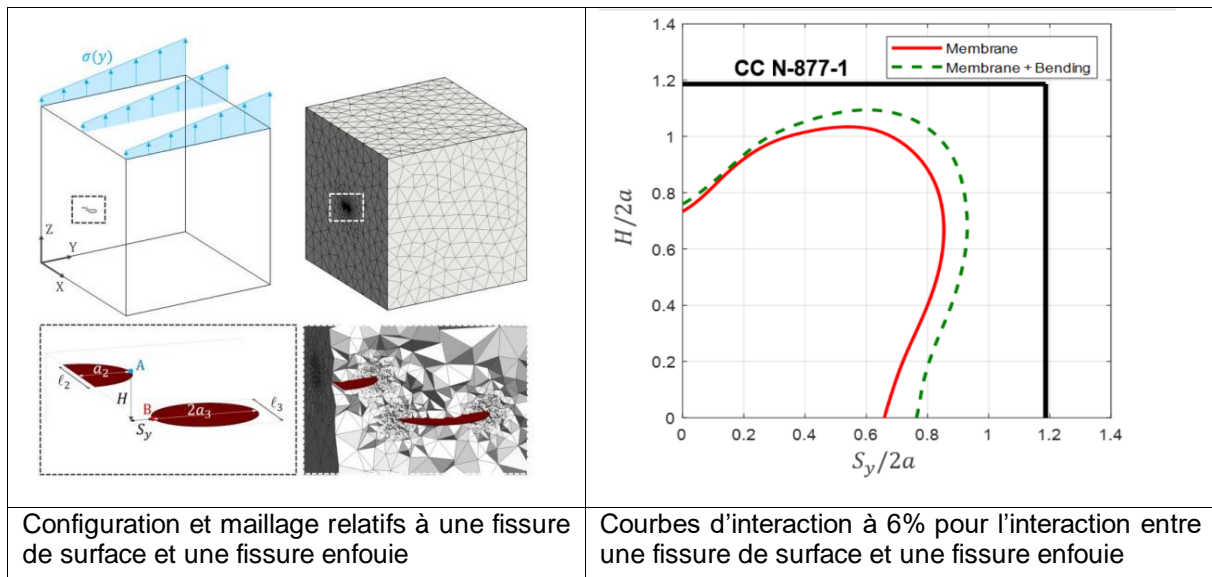 σ(y)
Z
Y
X
a₂
A
ℓ₂
H
B
2a₃
ℓ₃
S_y
1.4
1.2
1
0.8
0.6
0.4
0.2
0
H/2a
CC N-877-1
Membrane
Membrane + Bending
0 0.2 0.4 0.6 0.8 1 1.2 1.4
S_y/2a
Configuration et maillage relatifs à une fissure
de surface et une fissure enfouie
Courbes d’interaction à 6% pour l’interaction entre
une fissure de surface et une fissure enfouie